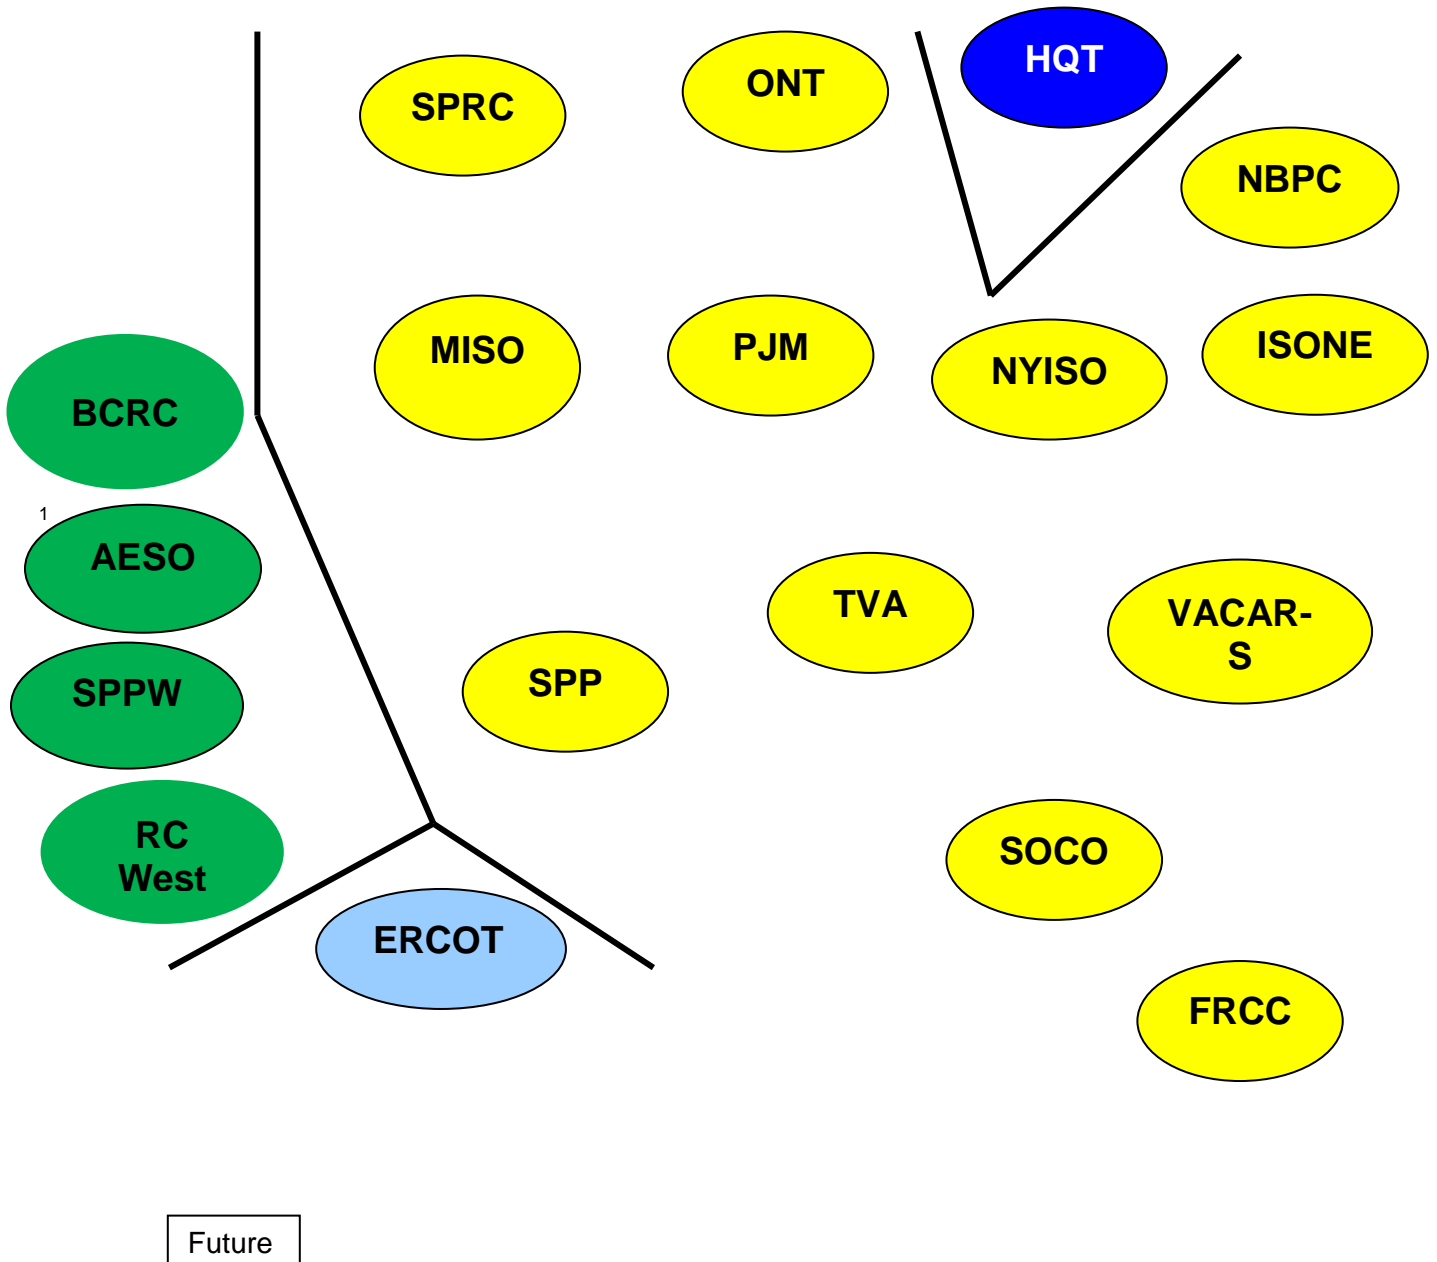 HQT
ONT
SPRC
NBPC
MISO
PJM
NYISO
ISONE
BCRC
1
AESO
TVA
VACAR-
S
SPP
SPPW
RC
West
SOCO
ERCOT
FRCC
Future